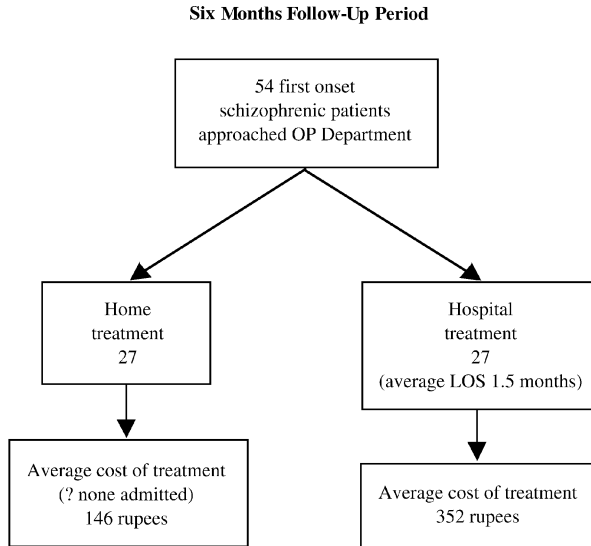 Six Months Follow-Up Period
54 first onset
schizophrenic patients
approached OP Department
Home
treatment
27
Hospital
treatment
27
(average LOS 1.5 months)
Average cost of treatment
(? none admitted)
146 rupees
Average cost of treatment
352 rupees